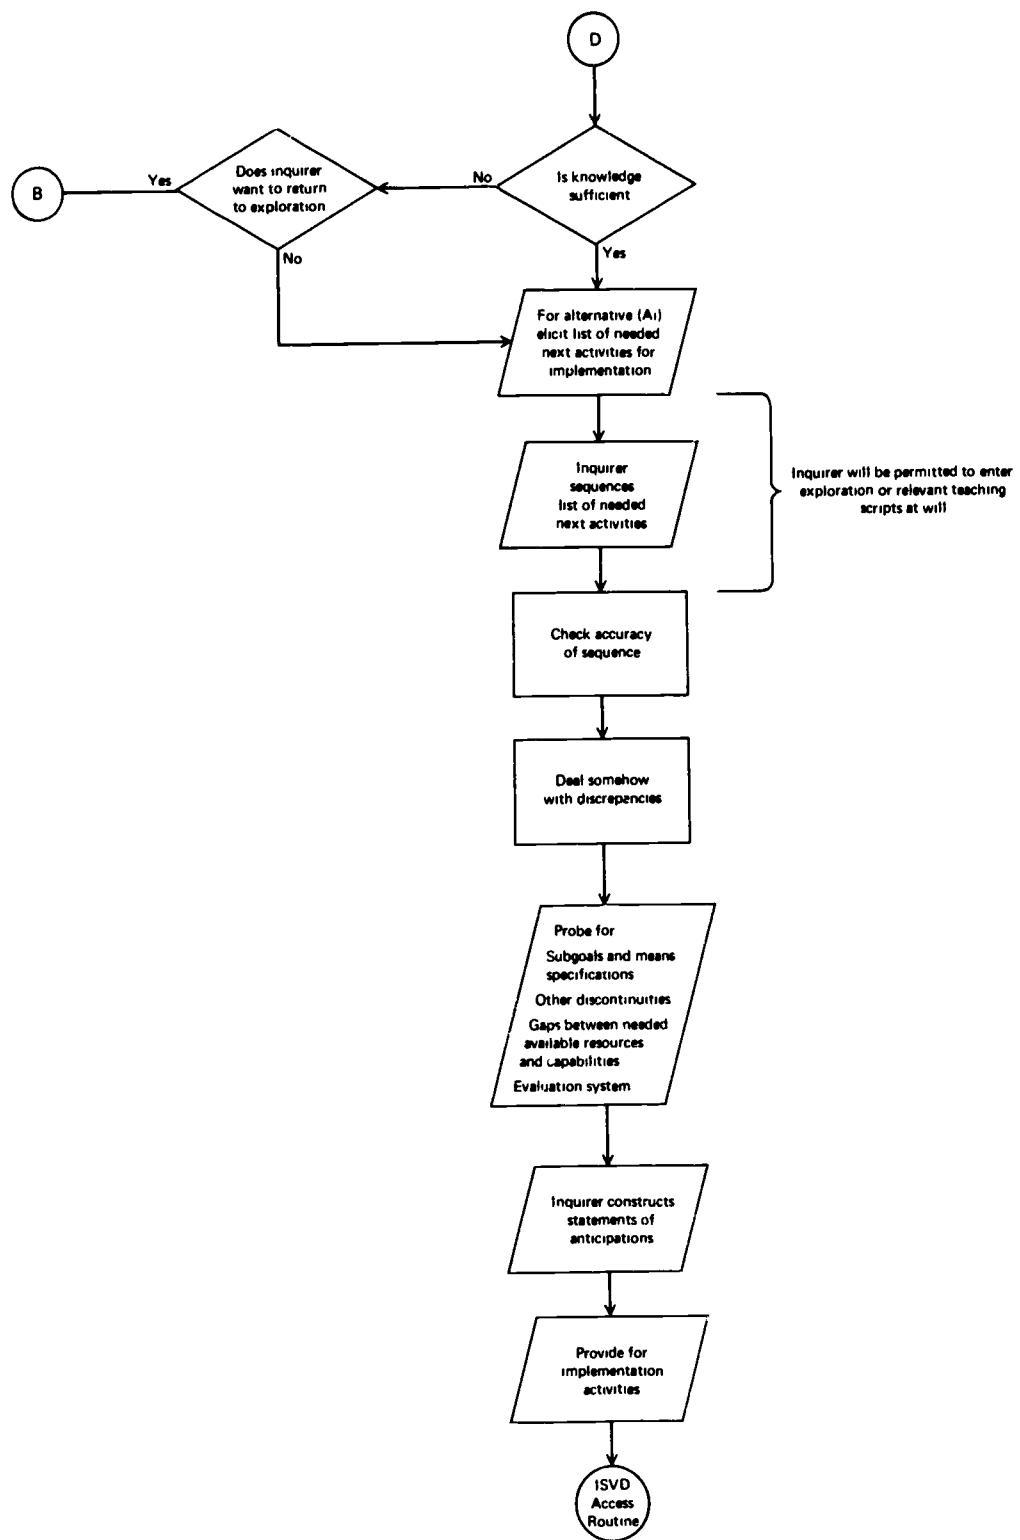 D
Does inquirer
want to return
to exploration
Yes
No
B
Is knowledge
sufficient
No
Yes
For alternative (Ai)
elicit list of needed
next activities for
implementation
Inquirer
sequences
list of needed
next activities
Inquirer will be permitted to enter
exploration or relevant teaching
scripts at will
Check accuracy
of sequence
Deal somehow
with discrepancies
Probe for
Subgoals and means
specifications
Other discontinuities
Gaps between needed
available resources
and capabilities
Evaluation system
Inquirer constructs
statements of
anticipations
Provide for
implementation
activities
ISVD
Access
Routine